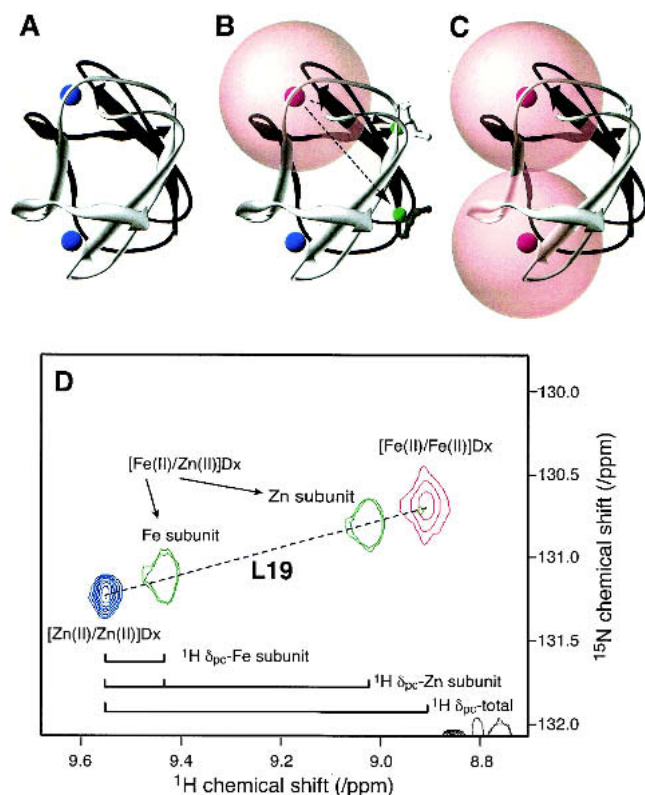 A
B
C
D
[Fe(II)/Fe(II)]Dx
[Fe(II)/Zn(II)]Dx
Zn subunit
Fe subunit
L19
[Zn(II)/Zn(II)]Dx
¹H δpc-Fe subunit
¹H δpc-Zn subunit
¹H δpc-total
130.0
130.5
131.0
131.5
132.0
¹⁵N chemical shift (/ppm)
9.6 9.4 9.2 9.0 8.8
¹H chemical shift (/ppm)